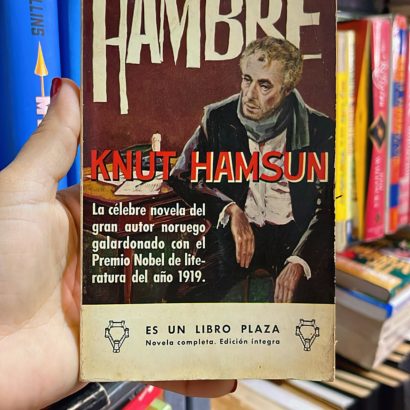 HAMBRE
KNUT HAMSUN
La célebre novela del
gran autor noruego
galardonado con el
Premio Nobel de lite-
ratura del año 1919.
ES UN LIBRO PLAZA
Novela completa. Edición íntegra
LLINS